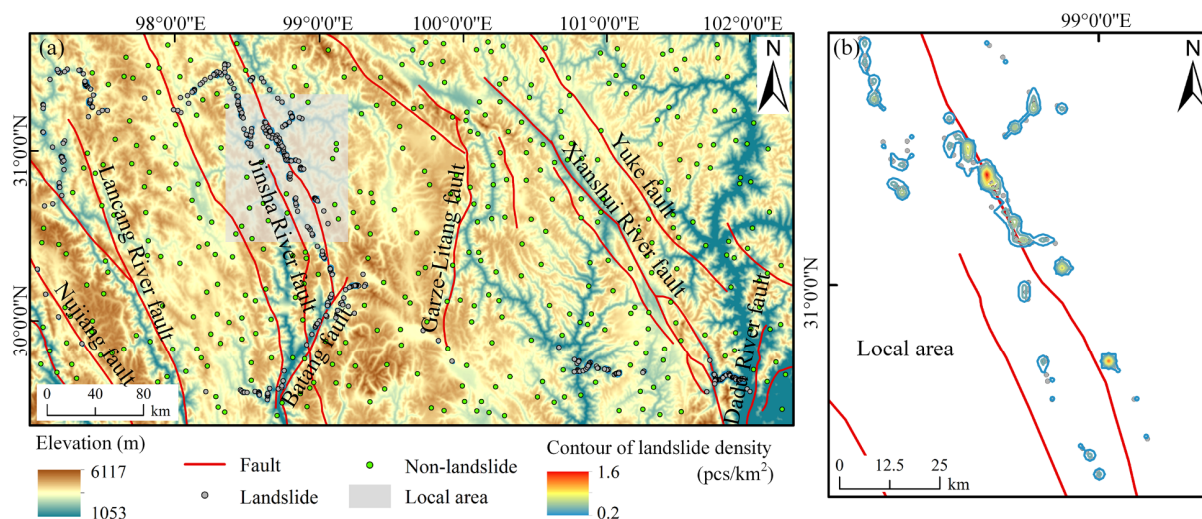 98°0'0"E 99°0'0"E 100°0'0"E 101°0'0"E 102°0'0"E
(a)
N
31°0'0"N
30°0'0"N
Lancang River fault
Nujiang fault
Jinsha River fault
Batang fault
Garze-Litang fault
Xianshui River fault
Yuke fault
Dadu River fault
0 40 80
km
Elevation (m)
6117
1053
Fault
Landslide
Non-landslide
Local area
Contour of landslide density
(pcs/km²)
1.6
0.2
99°0'0"E
(b)
N
31°0'0"N
Local area
0 12.5 25
km